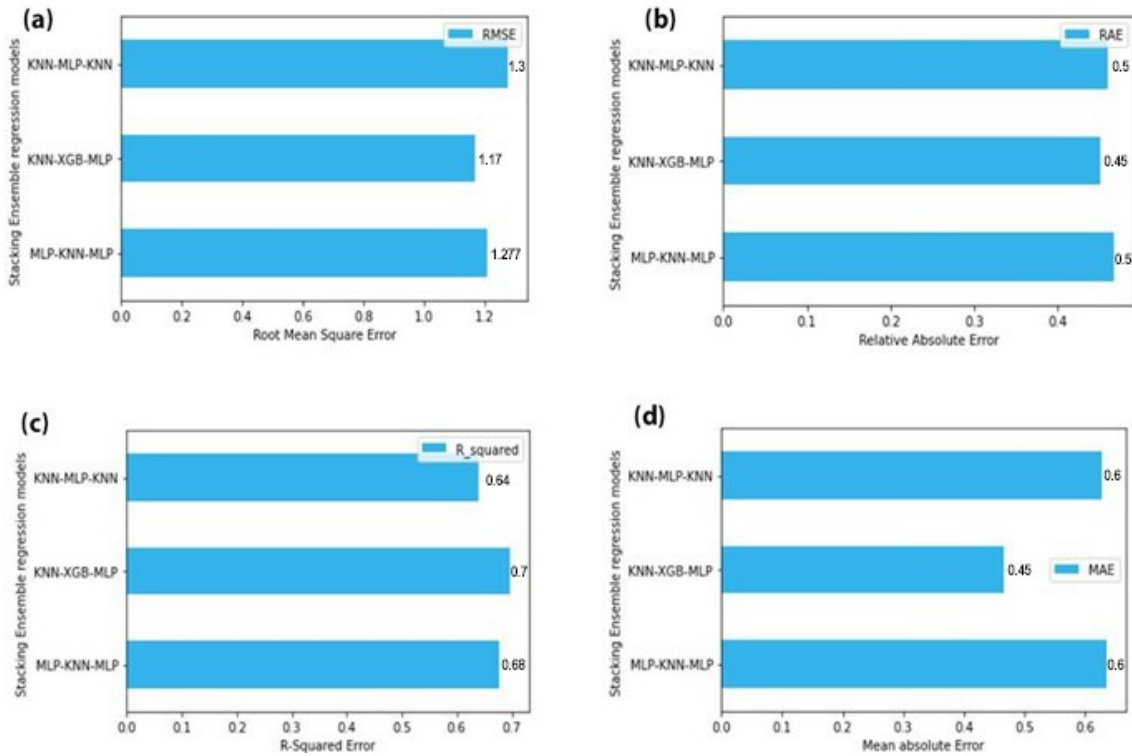 (a)
Stacking Ensemble regression models
KNN-MLP-KNN
KNN-XGB-MLP
MLP-KNN-MLP
RMSE
1.3
1.17
1.277
0.0 0.2 0.4 0.6 0.8 1.0 1.2
Root Mean Square Error
(b)
Stacking Ensemble regression models
KNN-MLP-KNN
KNN-XGB-MLP
MLP-KNN-MLP
RAE
0.5
0.45
0.5
0.0 0.1 0.2 0.3 0.4
Relative Absolute Error
(c)
Stacking Ensemble regression models
KNN-MLP-KNN
KNN-XGB-MLP
MLP-KNN-MLP
R_squared
0.64
0.7
0.68
0.0 0.1 0.2 0.3 0.4 0.5 0.6 0.7
R-Squared Error
(d)
Stacking Ensemble regression models
KNN-MLP-KNN
KNN-XGB-MLP
MLP-KNN-MLP
0.6
0.45
MAE
0.6
0.0 0.1 0.2 0.3 0.4 0.5 0.6
Mean absolute Error